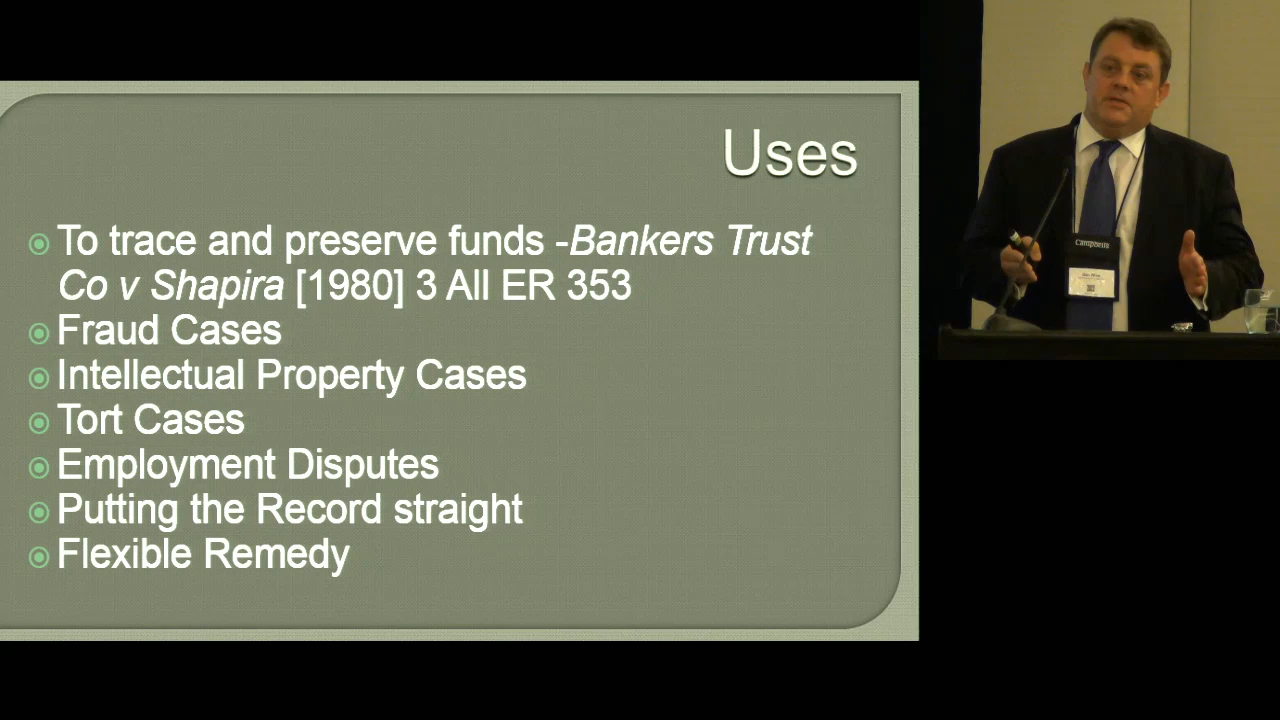 Uses
To trace and preserve funds -Bankers Trust
Co v Shapira [1980] 3 All ER 353
Fraud Cases
Intellectual Property Cases
Tort Cases
Employment Disputes
Putting the Record straight
Flexible Remedy
Campbells